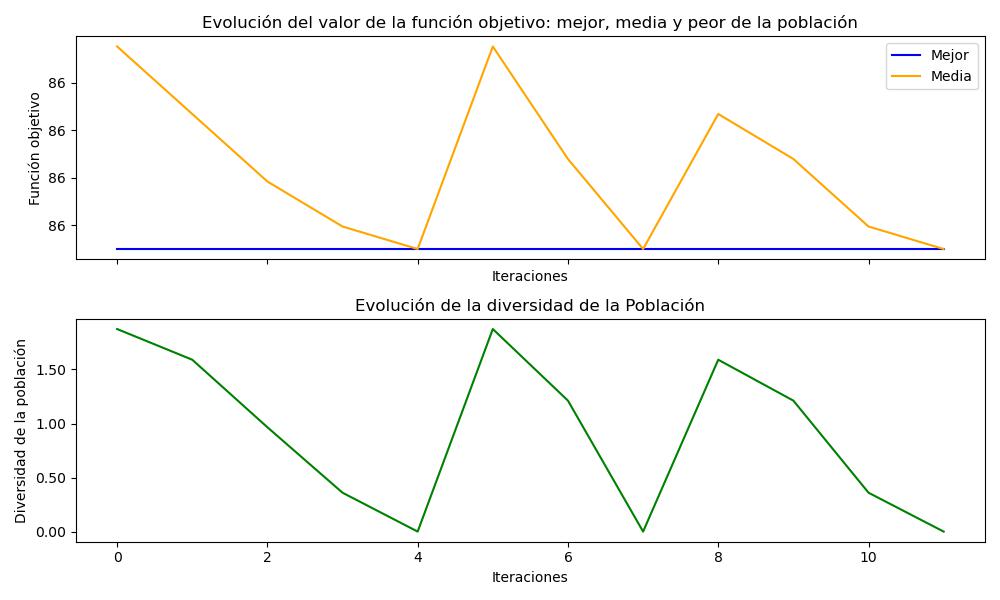 Evolución del valor de la función objetivo: mejor, media y peor de la población
Mejor
Media
86
86
86
86
Función objetivo
Iteraciones
Evolución de la diversidad de la Población
1.50
1.00
0.50
0.00
Diversidad de la población
0 2 4 6 8 10
Iteraciones